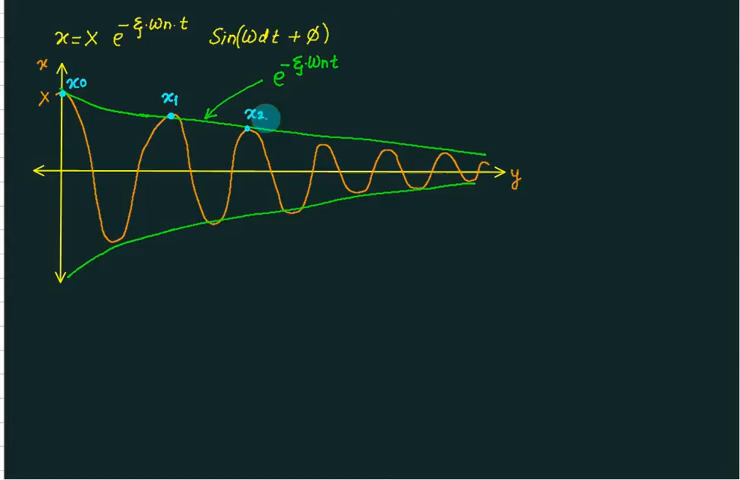 x = X e^{-ξ·ωn·t} Sin(ωdt + φ)
e^{-ξ·ωnt}
x
x0
X
x1
x2
y